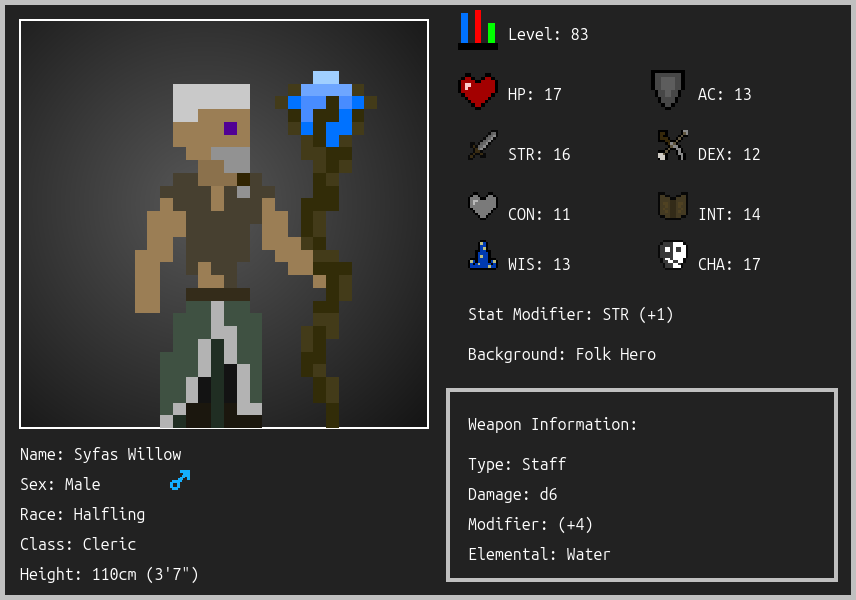 Level: 83
HP: 17
AC: 13
STR: 16
DEX: 12
CON: 11
INT: 14
WIS: 13
CHA: 17
Stat Modifier: STR (+1)
Background: Folk Hero
Weapon Information:
Type: Staff
Damage: d6
Modifier: (+4)
Elemental: Water
Name: Syfas Willow
Sex: Male
Race: Halfling
Class: Cleric
Height: 110cm (3'7")